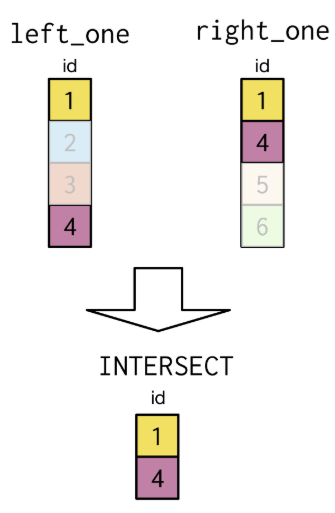 left_one right_one
id id
1 1
2 4
3 5
4 6
INTERSECT
id
1
4